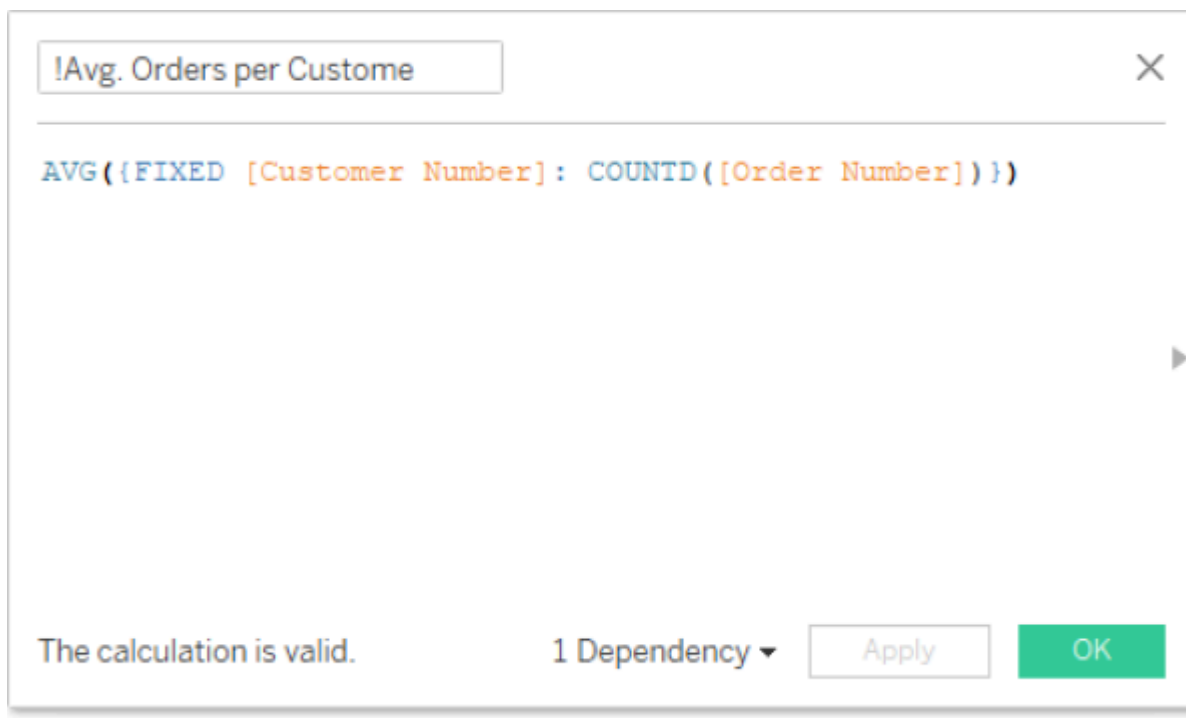 !Avg. Orders per Custome
AVG({FIXED [Customer Number]: COUNTD([Order Number])})
The calculation is valid. 1 Dependency Apply OK